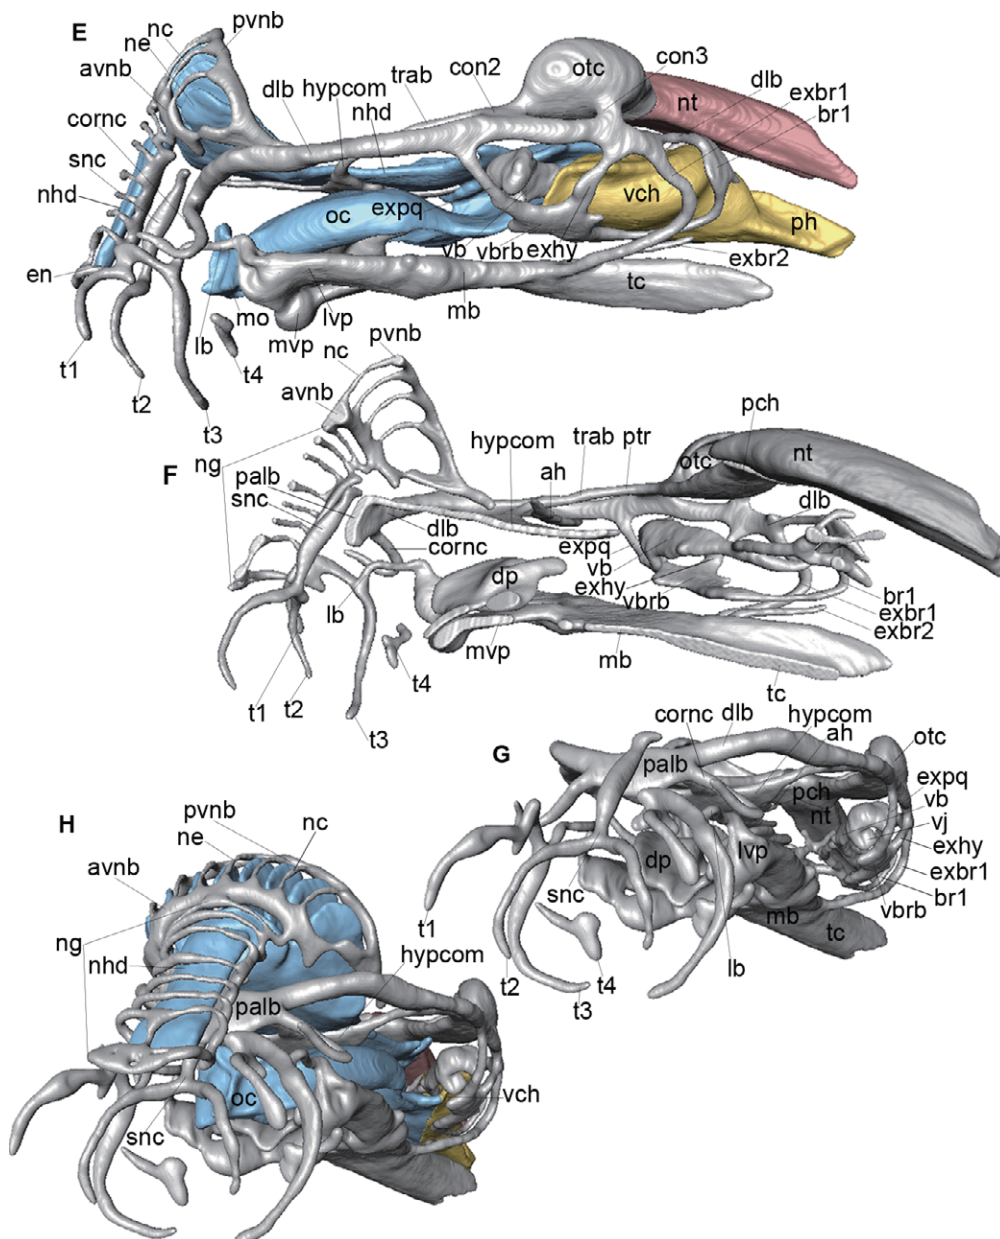 E
nc
pvnb
ne
avnb
dlb
hypcom
nhd
trab
con2
otc
con3
dlb
exbr1
br1
nt
cornc
snc
nhd
en
oc
expq
vb
vbrb
exhy
vch
ph
exbr2
tc
mb
lb
mo
lvp
mvp
t1
t2
t3
t4
F
nc
pvnb
avnb
ng
palb
snc
hypcom
trab
ptr
ah
otc
pch
nt
dlb
dlb
cornc
expq
vb
exhy
vbrb
br1
exbr1
exbr2
lb
dp
mvp
mb
tc
t1
t2
t3
t4
G
cornc
dlb
hypcom
ah
otc
palb
pch
nt
expq
vb
vj
exhy
exbr1
br1
vbrb
snc
dp
lvp
mb
tc
lb
t1
t2
t3
t4
H
pvnb
ne
nc
avnb
ng
nhd
hypcom
palb
oc
vch
snc